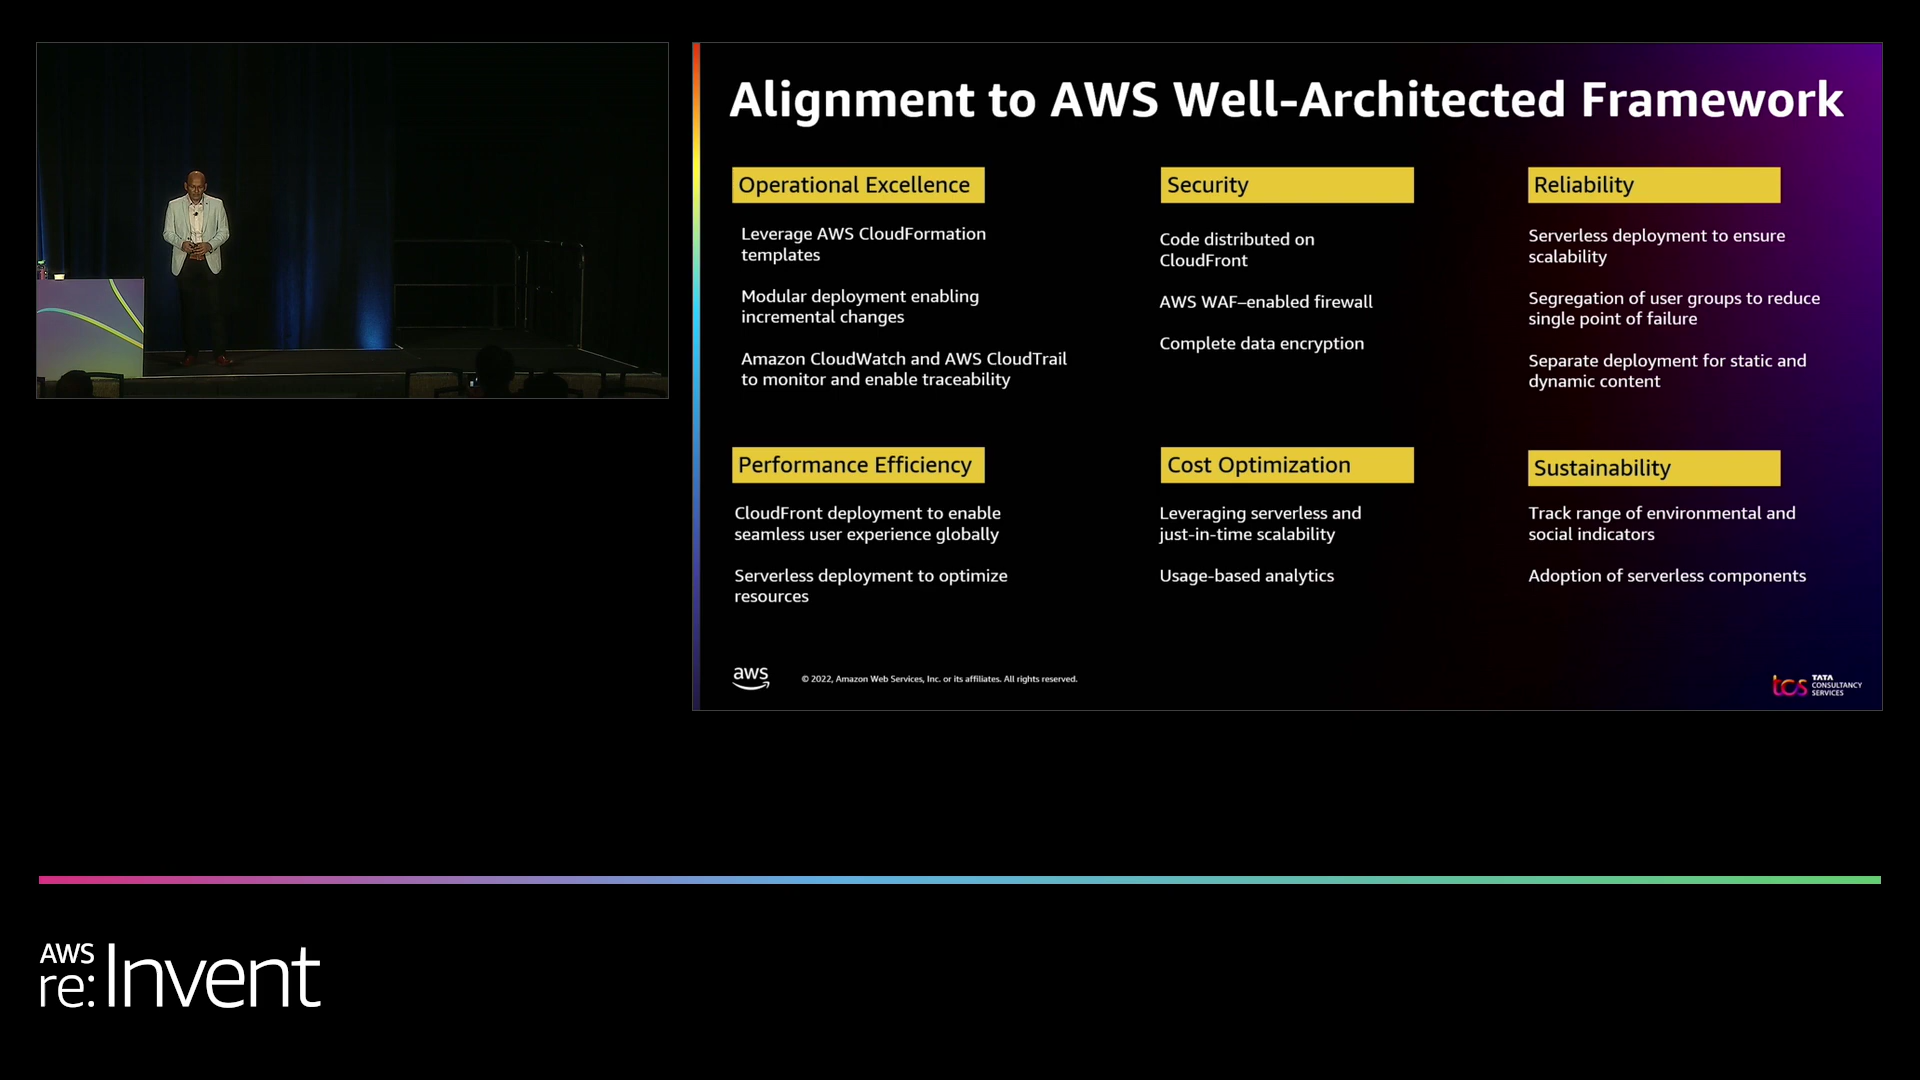 Alignment to AWS Well-Architected Framework
Operational Excellence
Leverage AWS CloudFormation
templates
Modular deployment enabling
incremental changes
Amazon CloudWatch and AWS CloudTrail
to monitor and enable traceability
Security
Code distributed on
CloudFront
AWS WAF–enabled firewall
Complete data encryption
Reliability
Serverless deployment to ensure
scalability
Segregation of user groups to reduce
single point of failure
Separate deployment for static and
dynamic content
Performance Efficiency
CloudFront deployment to enable
seamless user experience globally
Serverless deployment to optimize
resources
Cost Optimization
Leveraging serverless and
just-in-time scalability
Usage-based analytics
Sustainability
Track range of environmental and
social indicators
Adoption of serverless components
aws
© 2022, Amazon Web Services, Inc. or its affiliates. All rights reserved.
tcs
TATA
CONSULTANCY
SERVICES
AWS
re:Invent